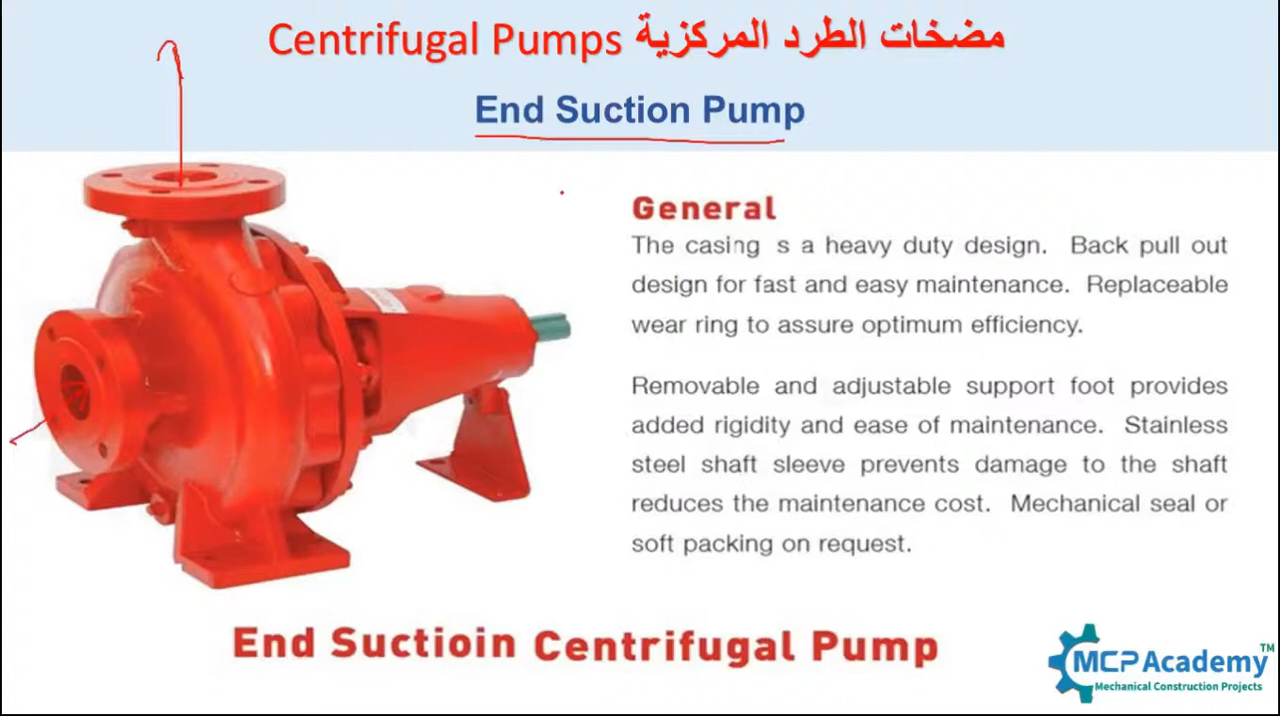 Centrifugal Pumps مضخات الطرد المركزية
End Suction Pump
General
The casing s a heavy duty design. Back pull out
design for fast and easy maintenance. Replaceable
wear ring to assure optimum efficiency.
Removable and adjustable support foot provides
added rigidity and ease of maintenance. Stainless
steel shaft sleeve prevents damage to the shaft
reduces the maintenance cost. Mechanical seal or
soft packing on request.
End Suctioin Centrifugal Pump
MCP Academy TM
Mechanical Construction Projects